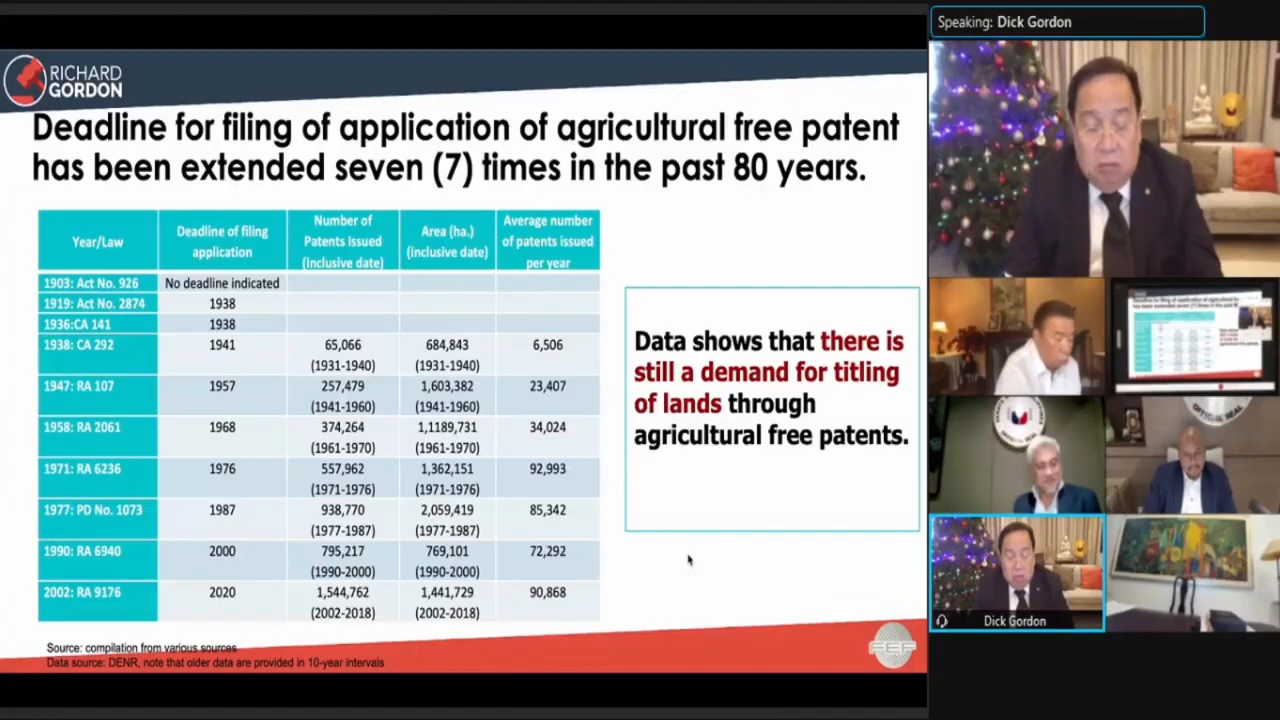 Speaking: Dick Gordon
RICHARD
GORDON
Deadline for filing of application of agricultural free patent
has been extended seven (7) times in the past 80 years.
Year/Law
Deadline of filing
application
Number of
Patents Issued
(Inclusive date)
Area (ha.)
(inclusive date)
Average number
of patents issued
per year
1903: Act No. 926
No deadline indicated
1919: Act No. 2874
1938
1936:CA 141
1938
1938: CA 292
1941
65,066
(1931-1940)
684,843
(1931-1940)
6,506
1947: RA 107
1957
257,479
(1941-1960)
1,603,382
(1941-1960)
23,407
1958: RA 2061
1968
374,264
(1961-1970)
1,1189,731
(1961-1970)
34,024
1971: RA 6236
1976
557,962
(1971-1976)
1,362,151
(1971-1976)
92,993
1977: PD No. 1073
1987
938,770
(1977-1987)
2,059,419
(1977-1987)
85,342
1990: RA 6940
2000
795,217
(1990-2000)
769,101
(1990-2000)
72,292
2002: RA 9176
2020
1,544,762
(2002-2018)
1,441,729
(2002-2018)
90,868
Data shows that there is
still a demand for titling
of lands through
agricultural free patents.
Source: compilation from various sources
Data source: DENR, note that older data are provided in 10-year intervals
FEF
OFFICIAL SEAL
Dick Gordon